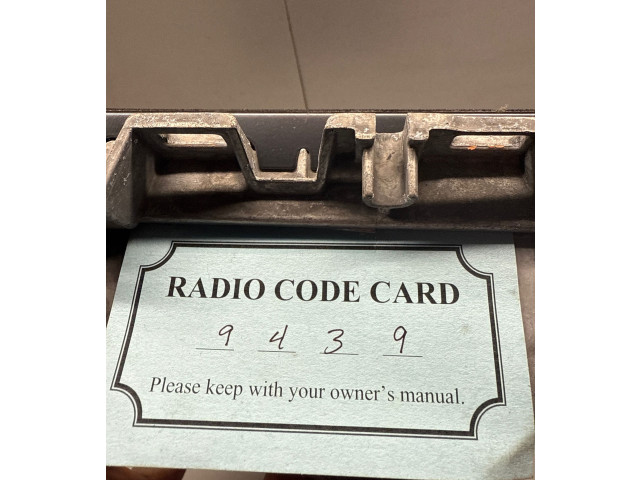 RADIO CODE CARD
9 4 3 9
Please keep with your owner's manual.